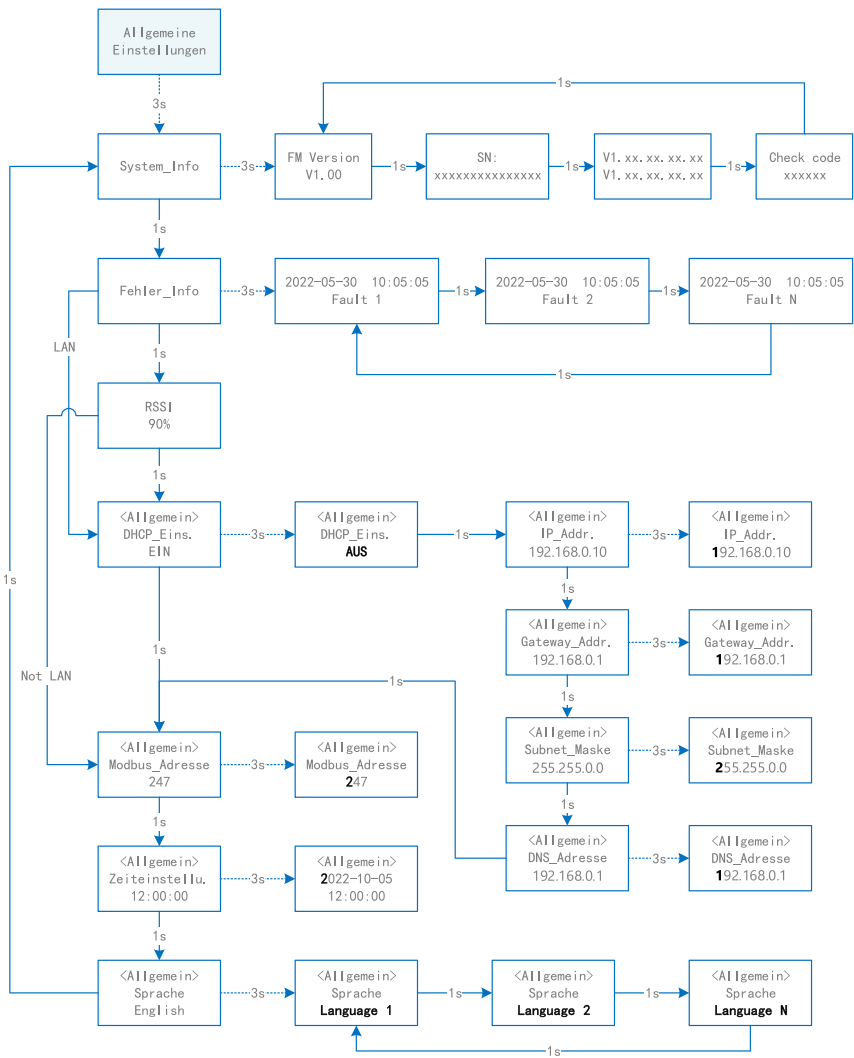 Allgemeine
Einstellungen
3s
1s
System_Info
3s
FM Version
V1.00
1s
SN:
xxxxxxxxxxxxxxx
1s
V1.xx.xx.xx.xx
V1.xx.xx.xx.xx
1s
Check code
xxxxxx
1s
Fehler_Info
3s
2022-05-30 10:05:05
Fault 1
1s
2022-05-30 10:05:05
Fault 2
1s
2022-05-30 10:05:05
Fault N
LAN
1s
1s
RSSI
90%
1s
<Allgemein>
DHCP_Eins.
EIN
3s
<Allgemein>
DHCP_Eins.
AUS
1s
<Allgemein>
IP_Addr.
192.168.0.10
3s
<Allgemein>
IP_Addr.
192.168.0.10
1s
1s
<Allgemein>
Gateway_Addr.
192.168.0.1
3s
<Allgemein>
Gateway_Addr.
192.168.0.1
1s
Not LAN
1s
1s
<Allgemein>
Modbus_Adresse
247
3s
<Allgemein>
Modbus_Adresse
247
<Allgemein>
Subnet_Maske
255.255.0.0
3s
<Allgemein>
Subnet_Maske
255.255.0.0
1s
1s
<Allgemein>
Zeiteinstellu.
12:00:00
3s
<Allgemein>
2022-10-05
12:00:00
<Allgemein>
DNS_Adresse
192.168.0.1
3s
<Allgemein>
DNS_Adresse
192.168.0.1
1s
<Allgemein>
Sprache
English
3s
<Allgemein>
Sprache
Language 1
1s
<Allgemein>
Sprache
Language 2
1s
<Allgemein>
Sprache
Language N
1s